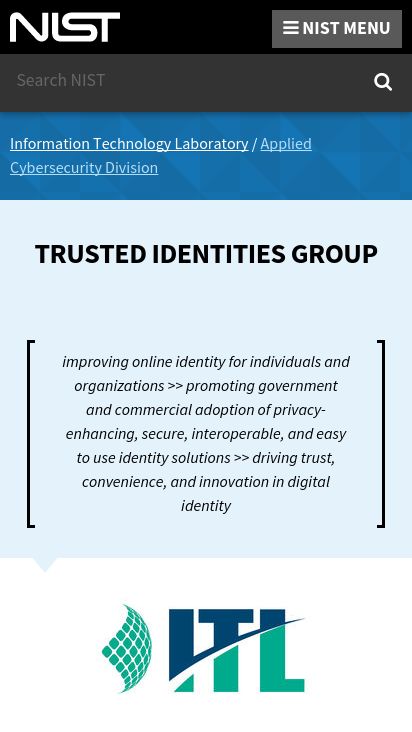 NIST
NIST MENU
Search NIST
Information Technology Laboratory / Applied
Cybersecurity Division
TRUSTED IDENTITIES GROUP
improving online identity for individuals and
organizations >> promoting government
and commercial adoption of privacy-
enhancing, secure, interoperable, and easy
to use identity solutions >> driving trust,
convenience, and innovation in digital
identity
ITL